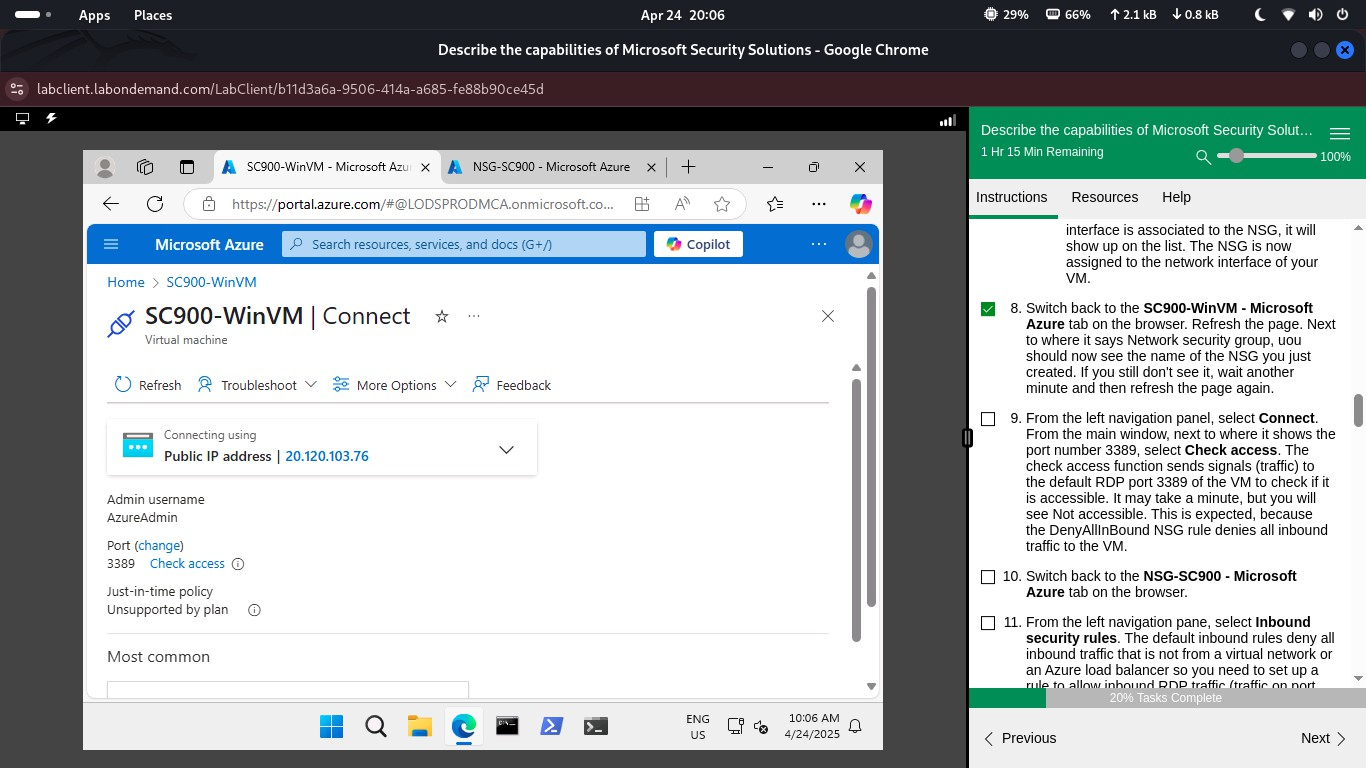 Apps Places Apr 24 20:06 29% 66% 2.1 kB 0.8 kB
Describe the capabilities of Microsoft Security Solutions - Google Chrome
labclient.labondemand.com/LabClient/b11d3a6a-9506-414a-a685-fe88b90ce45d
SC900-WinVM - Microsoft Azu
NSG-SC900 - Microsoft Azure
https://portal.azure.com/#@LODSPRODMCA.onmicrosoft.co...
Microsoft Azure
Search resources, services, and docs (G+/)
Copilot
Home > SC900-WinVM
SC900-WinVM | Connect
Virtual machine
Refresh Troubleshoot More Options Feedback
Connecting using
Public IP address | 20.120.103.76
Admin username
AzureAdmin
Port (change)
3389 Check access
Just-in-time policy
Unsupported by plan
Most common
ENG
US
10:06 AM
4/24/2025
Describe the capabilities of Microsoft Security Solut...
1 Hr 15 Min Remaining
100%
Instructions Resources Help
interface is associated to the NSG, it will
show up on the list. The NSG is now
assigned to the network interface of your
VM.
8. Switch back to the SC900-WinVM - Microsoft
Azure tab on the browser. Refresh the page. Next
to where it says Network security group, uou
should now see the name of the NSG you just
created. If you still don't see it, wait another
minute and then refresh the page again.
9. From the left navigation panel, select Connect.
From the main window, next to where it shows the
port number 3389, select Check access. The
check access function sends signals (traffic) to
the default RDP port 3389 of the VM to check if it
is accessible. It may take a minute, but you will
see Not accessible. This is expected, because
the DenyAllInBound NSG rule denies all inbound
traffic to the VM.
10. Switch back to the NSG-SC900 - Microsoft
Azure tab on the browser.
11. From the left navigation pane, select Inbound
security rules. The default inbound rules deny all
inbound traffic that is not from a virtual network or
an Azure load balancer so you need to set up a
rule to allow inbound RDP traffic (traffic on port
20% Tasks Complete
Previous
Next